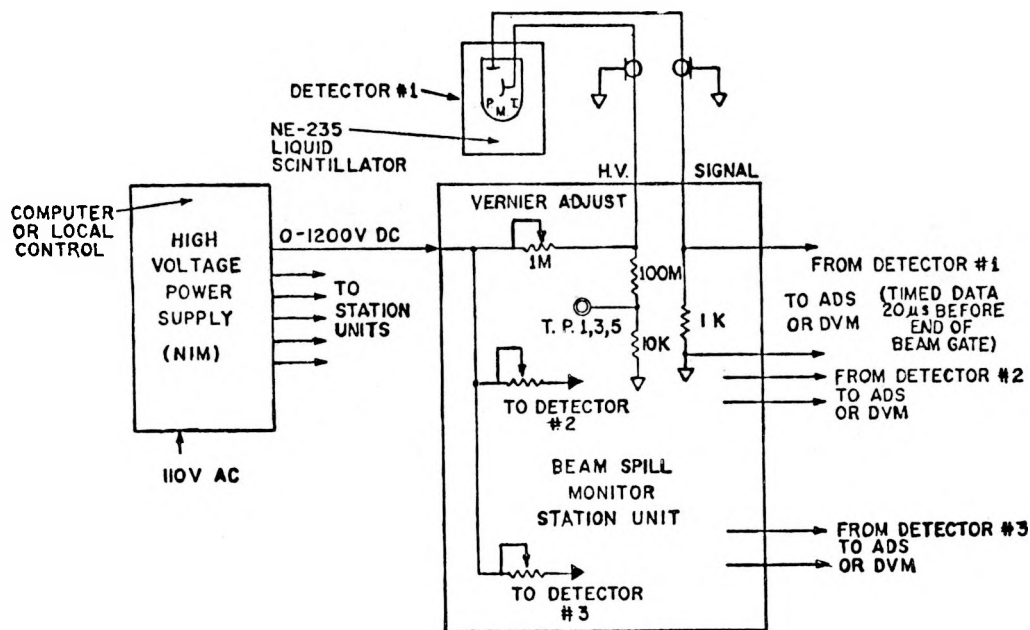 DETECTOR #1
P. M. T.
NE-235
LIQUID
SCINTILLATOR
H.V.
SIGNAL
COMPUTER
OR LOCAL
CONTROL
HIGH
VOLTAGE
POWER
SUPPLY
(NIM)
0-1200V DC
TO
STATION
UNITS
110V AC
VERNIER ADJUST
1M
100M
T. P. 1,3,5
10K
1K
TO DETECTOR
#2
BEAM SPILL
MONITOR
STATION UNIT
TO DETECTOR
#3
FROM DETECTOR #1
TO ADS
OR DVM
(TIMED DATA
20µs BEFORE
END OF
BEAM GATE)
FROM DETECTOR #2
TO ADS
OR DVM
FROM DETECTOR #3
TO ADS
OR DVM